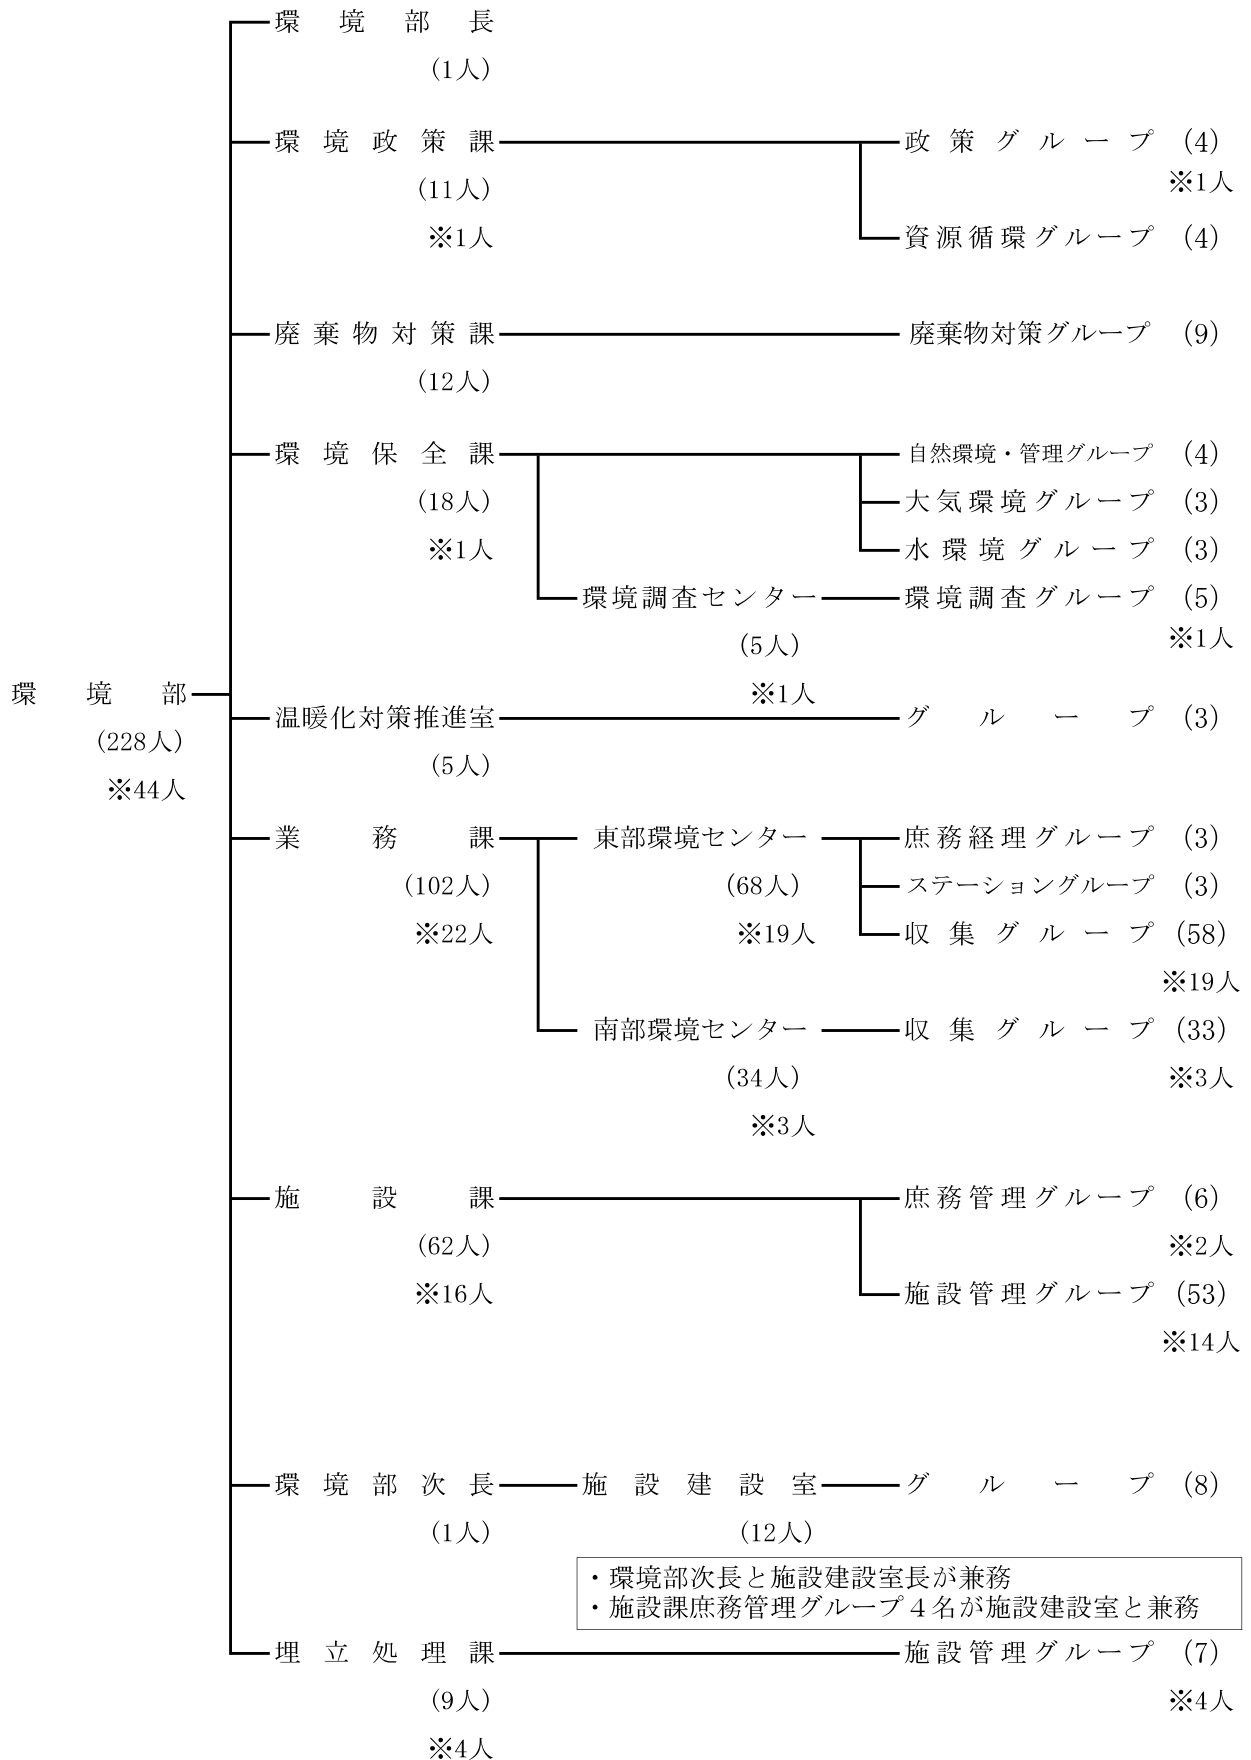 環境部長
(1人)
環境政策課 政策グループ (4)
(11人) ※1人
※1人 資源循環グループ (4)
廃棄物対策課 廃棄物対策グループ (9)
(12人)
環境保全課 自然環境・管理グループ (4)
(18人) 大気環境グループ (3)
※1人 水環境グループ (3)
環境調査センター 環境調査グループ (5)
(5人) ※1人
※1人
環境部
(228人)
※44人
温暖化対策推進室 グループ (3)
(5人)
業務課 東部環境センター 庶務経理グループ (3)
(102人) (68人) ステーショングループ (3)
※22人 ※19人 収集グループ (58)
※19人
南部環境センター 収集グループ (33)
(34人) ※3人
※3人
施設課 庶務管理グループ (6)
(62人) ※2人
※16人 施設管理グループ (53)
※14人
環境部次長 施設建設室 グループ (8)
(1人) (12人)
・環境部次長と施設建設室長が兼務
・施設課庶務管理グループ4名が施設建設室と兼務
埋立処理課 施設管理グループ (7)
(9人) ※4人
※4人